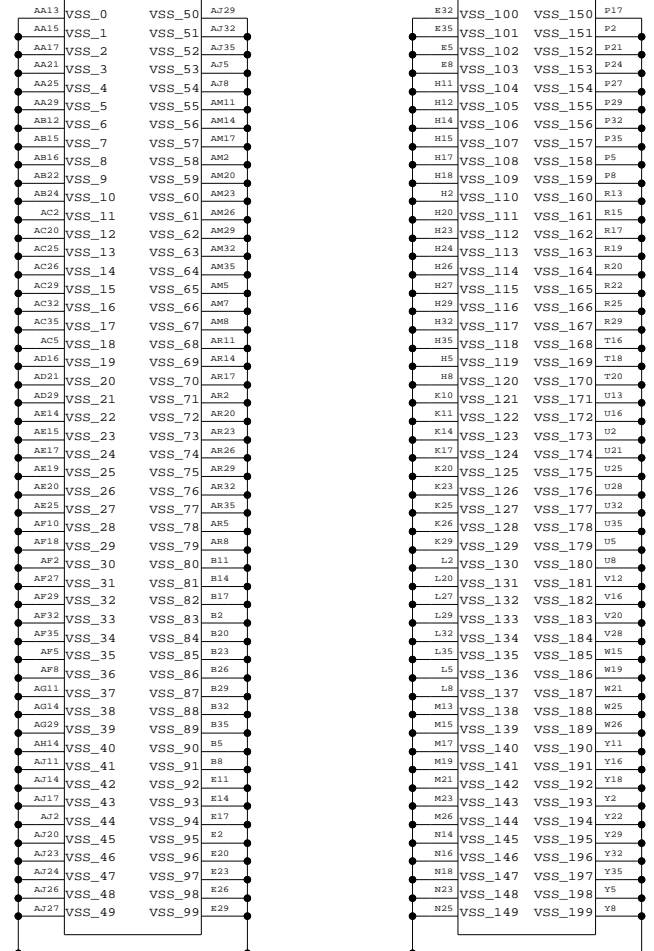 AA13 VSS_0 VSS_50 AJ29 E32 VSS_100 VSS_150 P17
AA15 VSS_1 VSS_51 AJ32 E35 VSS_101 VSS_151 P2
AA17 VSS_2 VSS_52 AJ35 E5 VSS_102 VSS_152 P21
AA21 VSS_3 VSS_53 AJ5 E8 VSS_103 VSS_153 P24
AA25 VSS_4 VSS_54 AJ8 H11 VSS_104 VSS_154 P27
AA29 VSS_5 VSS_55 AM11 H12 VSS_105 VSS_155 P29
AB12 VSS_6 VSS_56 AM14 H14 VSS_106 VSS_156 P32
AB15 VSS_7 VSS_57 AM17 H15 VSS_107 VSS_157 P35
AB16 VSS_8 VSS_58 AM2 H17 VSS_108 VSS_158 P5
AB22 VSS_9 VSS_59 AM20 H18 VSS_109 VSS_159 P8
AB24 VSS_10 VSS_60 AM23 H2 VSS_110 VSS_160 R13
AC2 VSS_11 VSS_61 AM26 H20 VSS_111 VSS_161 R15
AC20 VSS_12 VSS_62 AM29 H23 VSS_112 VSS_162 R17
AC25 VSS_13 VSS_63 AM32 H24 VSS_113 VSS_163 R19
AC26 VSS_14 VSS_64 AM35 H26 VSS_114 VSS_164 R20
AC29 VSS_15 VSS_65 AM5 H27 VSS_115 VSS_165 R22
AC32 VSS_16 VSS_66 AM7 H29 VSS_116 VSS_166 R25
AC35 VSS_17 VSS_67 AM8 H32 VSS_117 VSS_167 R29
AC5 VSS_18 VSS_68 AR11 H35 VSS_118 VSS_168 T16
AD16 VSS_19 VSS_69 AR14 H5 VSS_119 VSS_169 T18
AD21 VSS_20 VSS_70 AR17 H8 VSS_120 VSS_170 T20
AD29 VSS_21 VSS_71 AR2 K10 VSS_121 VSS_171 U13
AE14 VSS_22 VSS_72 AR20 K11 VSS_122 VSS_172 U16
AE15 VSS_23 VSS_73 AR23 K14 VSS_123 VSS_173 U2
AE17 VSS_24 VSS_74 AR26 K17 VSS_124 VSS_174 U21
AE19 VSS_25 VSS_75 AR29 K20 VSS_125 VSS_175 U25
AE20 VSS_26 VSS_76 AR32 K23 VSS_126 VSS_176 U28
AE25 VSS_27 VSS_77 AR35 K25 VSS_127 VSS_177 U32
AF10 VSS_28 VSS_78 AR5 K26 VSS_128 VSS_178 U35
AF18 VSS_29 VSS_79 AR8 K29 VSS_129 VSS_179 U5
AF2 VSS_30 VSS_80 B11 L2 VSS_130 VSS_180 U8
AF27 VSS_31 VSS_81 B14 L20 VSS_131 VSS_181 V12
AF29 VSS_32 VSS_82 B17 L27 VSS_132 VSS_182 V16
AF32 VSS_33 VSS_83 B2 L29 VSS_133 VSS_183 V20
AF35 VSS_34 VSS_84 B20 L32 VSS_134 VSS_184 V28
AF5 VSS_35 VSS_85 B23 L35 VSS_135 VSS_185 W15
AF8 VSS_36 VSS_86 B26 L5 VSS_136 VSS_186 W19
AG11 VSS_37 VSS_87 B29 L8 VSS_137 VSS_187 W21
AG14 VSS_38 VSS_88 B32 M13 VSS_138 VSS_188 W25
AG29 VSS_39 VSS_89 B35 M15 VSS_139 VSS_189 W26
AH14 VSS_40 VSS_90 B5 M17 VSS_140 VSS_190 Y11
AJ11 VSS_41 VSS_91 B8 M19 VSS_141 VSS_191 Y16
AJ14 VSS_42 VSS_92 E11 M21 VSS_142 VSS_192 Y18
AJ17 VSS_43 VSS_93 E14 M23 VSS_143 VSS_193 Y2
AJ2 VSS_44 VSS_94 E17 M26 VSS_144 VSS_194 Y22
AJ20 VSS_45 VSS_95 E2 N14 VSS_145 VSS_195 Y29
AJ23 VSS_46 VSS_96 E20 N16 VSS_146 VSS_196 Y32
AJ24 VSS_47 VSS_97 E23 N18 VSS_147 VSS_197 Y35
AJ26 VSS_48 VSS_98 E26 N23 VSS_148 VSS_198 Y5
AJ27 VSS_49 VSS_99 E29 N25 VSS_149 VSS_199 Y8